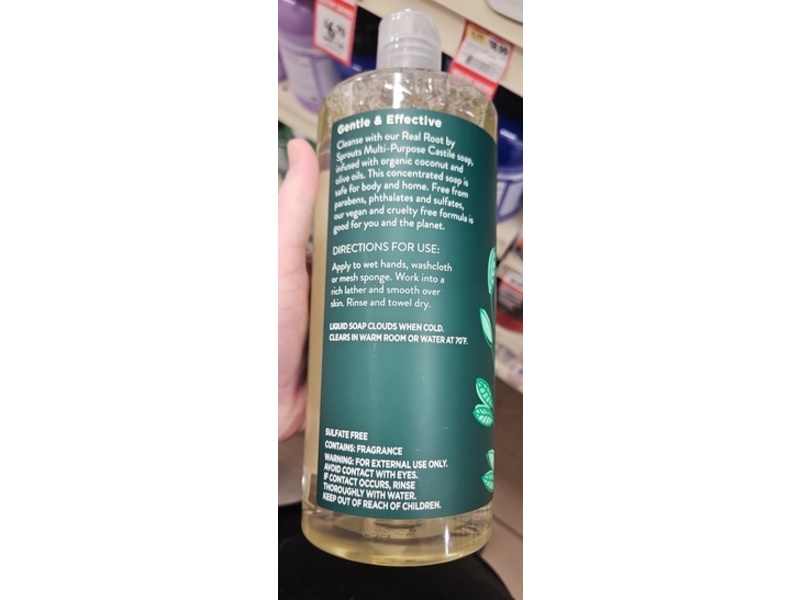 Gentle & Effective
Cleanse with our Real Root by
Sprouts Multi-Purpose Castile soap,
infused with organic coconut and
olive oils. This concentrated soap is
safe for body and home. Free from
parabens, phthalates and sulfates,
our vegan and cruelty free formula is
good for you and the planet.
DIRECTIONS FOR USE:
Apply to wet hands, washcloth
or mesh sponge. Work into a
rich lather and smooth over
skin. Rinse and towel dry.
LIQUID SOAP CLOUDS WHEN COLD.
CLEARS IN WARM ROOM OR WATER AT 70°F.
SULFATE FREE
CONTAINS: FRAGRANCE
WARNING: FOR EXTERNAL USE ONLY.
AVOID CONTACT WITH EYES.
IF CONTACT OCCURS, RINSE
THOROUGHLY WITH WATER.
KEEP OUT OF REACH OF CHILDREN.